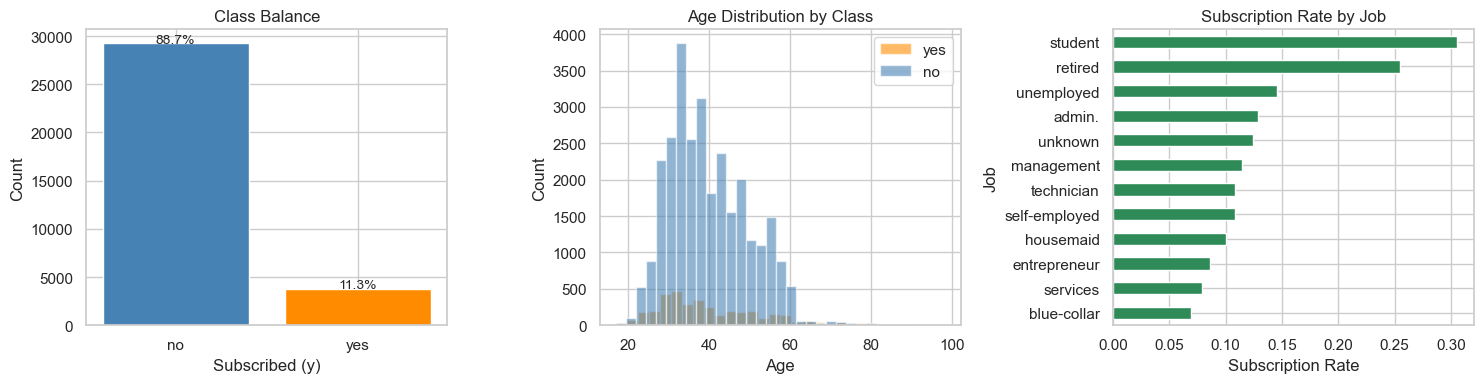 Class Balance
30000
25000
20000
15000
10000
5000
0
88.7%
11.3%
no
yes
Count
Subscribed (y)
Age Distribution by Class
4000
3500
3000
2500
2000
1500
1000
500
0
yes
no
20
40
60
80
100
Count
Age
Subscription Rate by Job
student
retired
unemployed
admin.
unknown
management
technician
self-employed
housemaid
entrepreneur
services
blue-collar
0.00
0.05
0.10
0.15
0.20
0.25
0.30
Job
Subscription Rate